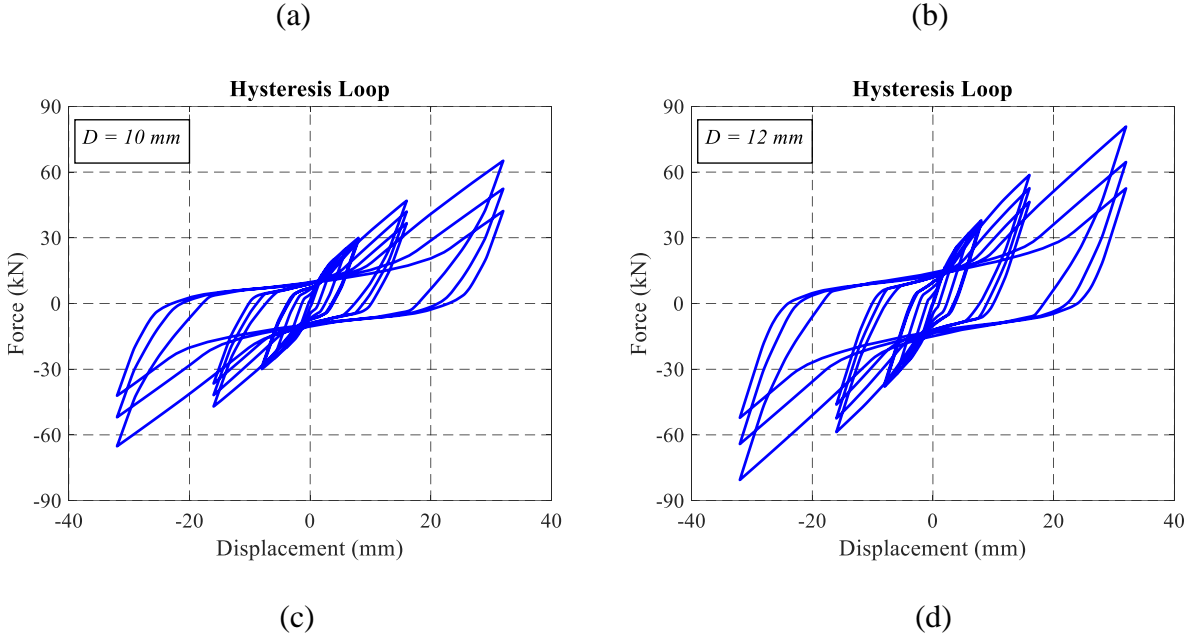 (a)
(b)
Hysteresis Loop
90
60
30
0
-30
-60
-90
-40
-20
0
20
40
D = 10 mm
Force (kN)
Displacement (mm)
(c)
Hysteresis Loop
90
60
30
0
-30
-60
-90
-40
-20
0
20
40
D = 12 mm
Force (kN)
Displacement (mm)
(d)